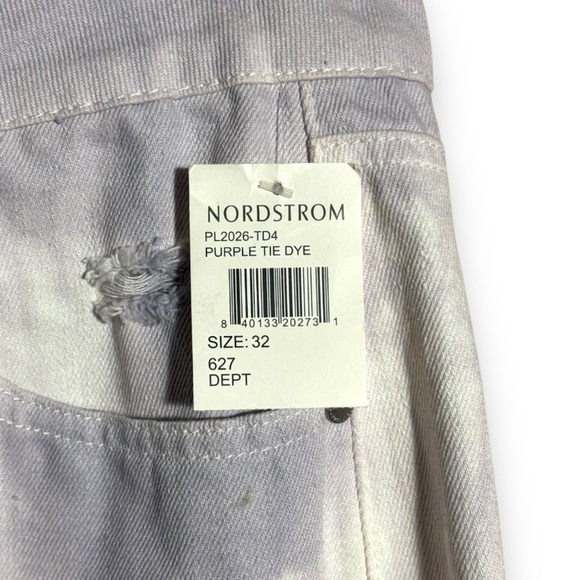 NORDSTROM
PL2026-TD4
PURPLE TIE DYE
8 40133 20273 1
SIZE: 32
627
DEPT